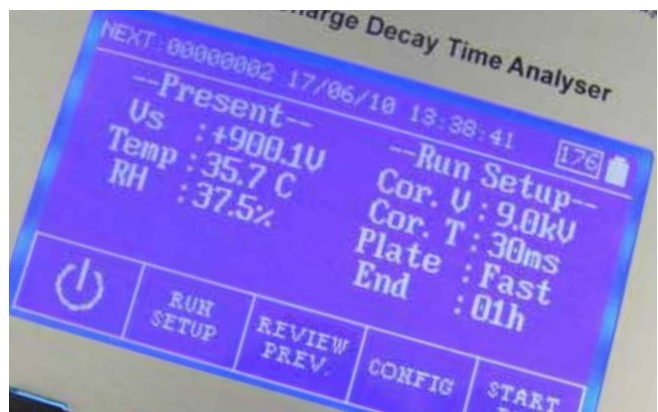 Charge Decay Time Analyser
NEXT 00000002 17/06/10 13:38:41 176
--Present--
Vs :+900.1V
Temp :35.7 C
RH :37.5%
--Run Setup--
Cor. V :9.0kV
Cor. T :30ms
Plate :Fast
End :01h
RUN
SETUP
REVIEW
PREV.
CONFIG
START